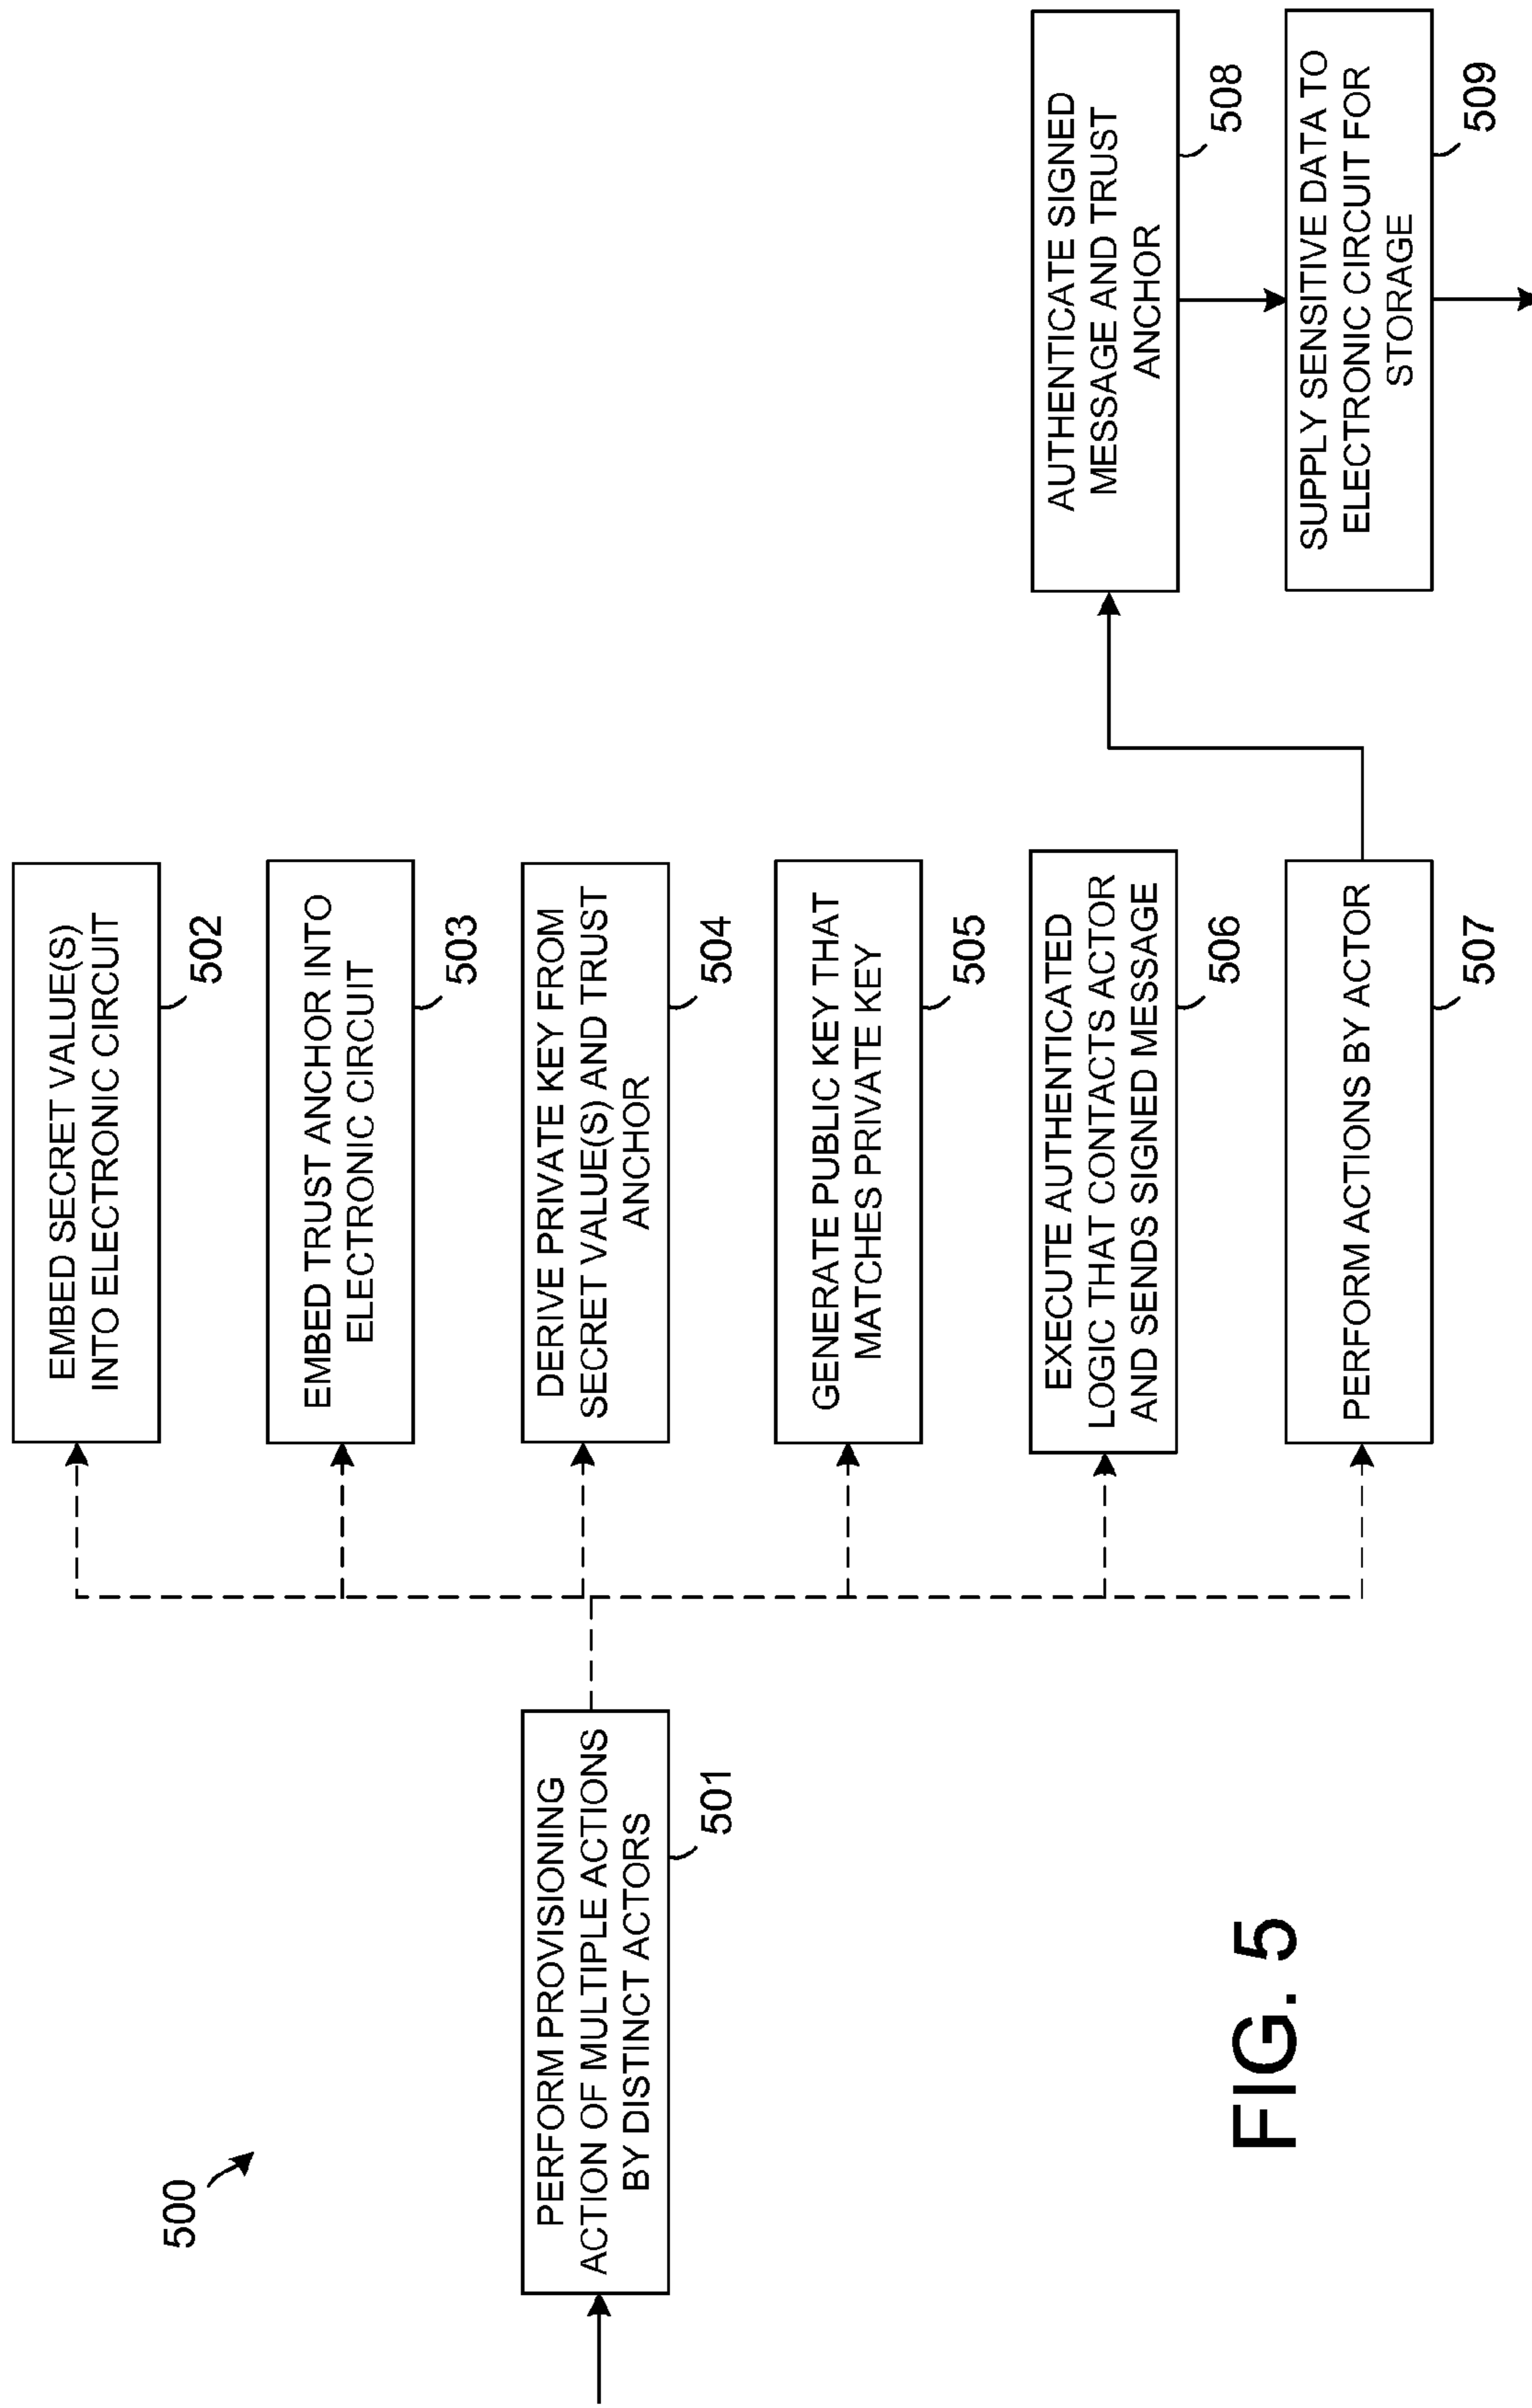 500
PERFORM PROVISIONING
ACTION OF MULTIPLE ACTIONS
BY DISTINCT ACTORS
501
EMBED SECRET VALUE(S)
INTO ELECTRONIC CIRCUIT
502
EMBED TRUST ANCHOR INTO
ELECTRONIC CIRCUIT
503
DERIVE PRIVATE KEY FROM
SECRET VALUE(S) AND TRUST
ANCHOR
504
GENERATE PUBLIC KEY THAT
MATCHES PRIVATE KEY
505
EXECUTE AUTHENTICATED
LOGIC THAT CONTACTS ACTOR
AND SENDS SIGNED MESSAGE
506
PERFORM ACTIONS BY ACTOR
507
AUTHENTICATE SIGNED
MESSAGE AND TRUST
ANCHOR
508
SUPPLY SENSITIVE DATA TO
ELECTRONIC CIRCUIT FOR
STORAGE
509
FIG. 5